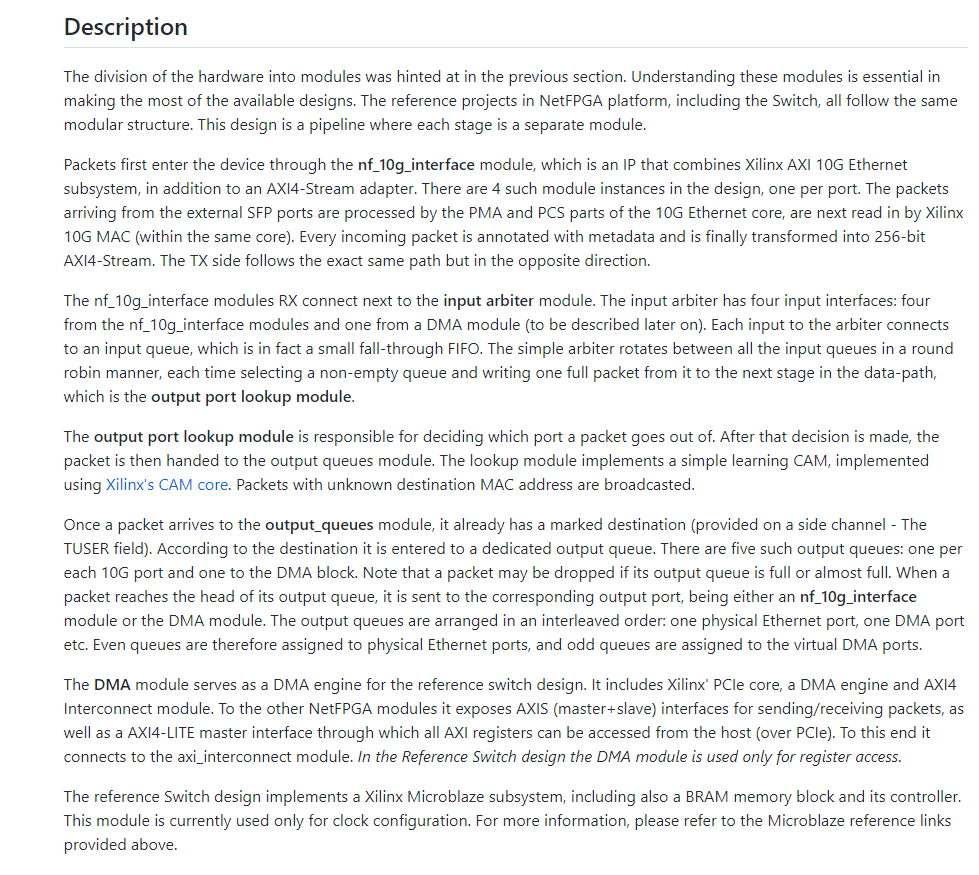 Description
The division of the hardware into modules was hinted at in the previous section. Understanding these modules is essential in
making the most of the available designs. The reference projects in NetFPGA platform, including the Switch, all follow the same
modular structure. This design is a pipeline where each stage is a separate module.
Packets first enter the device through the nf_10g_interface module, which is an IP that combines Xilinx AXI 10G Ethernet
subsystem, in addition to an AXI4-Stream adapter. There are 4 such module instances in the design, one per port. The packets
arriving from the external SFP ports are processed by the PMA and PCS parts of the 10G Ethernet core, are next read in by Xilinx
10G MAC (within the same core). Every incoming packet is annotated with metadata and is finally transformed into 256-bit
AXI4-Stream. The TX side follows the exact same path but in the opposite direction.
The nf_10g_interface modules RX connect next to the input arbiter module. The input arbiter has four input interfaces: four
from the nf_10g_interface modules and one from a DMA module (to be described later on). Each input to the arbiter connects
to an input queue, which is in fact a small fall-through FIFO. The simple arbiter rotates between all the input queues in a round
robin manner, each time selecting a non-empty queue and writing one full packet from it to the next stage in the data-path,
which is the output port lookup module.
The output port lookup module is responsible for deciding which port a packet goes out of. After that decision is made, the
packet is then handed to the output queues module. The lookup module implements a simple learning CAM, implemented
using Xilinx's CAM core. Packets with unknown destination MAC address are broadcasted.
Once a packet arrives to the output_queues module, it already has a marked destination (provided on a side channel - The
TUSER field). According to the destination it is entered to a dedicated output queue. There are five such output queues: one per
each 10G port and one to the DMA block. Note that a packet may be dropped if its output queue is full or almost full. When a
packet reaches the head of its output queue, it is sent to the corresponding output port, being either an nf_10g_interface
module or the DMA module. The output queues are arranged in an interleaved order: one physical Ethernet port, one DMA port
etc. Even queues are therefore assigned to physical Ethernet ports, and odd queues are assigned to the virtual DMA ports.
The DMA module serves as a DMA engine for the reference switch design. It includes Xilinx' PCIe core, a DMA engine and AXI4
Interconnect module. To the other NetFPGA modules it exposes AXIS (master+slave) interfaces for sending/receiving packets, as
well as a AXI4-LITE master interface through which all AXI registers can be accessed from the host (over PCIe). To this end it
connects to the axi_interconnect module. In the Reference Switch design the DMA module is used only for register access.
The reference Switch design implements a Xilinx Microblaze subsystem, including also a BRAM memory block and its controller.
This module is currently used only for clock configuration. For more information, please refer to the Microblaze reference links
provided above.